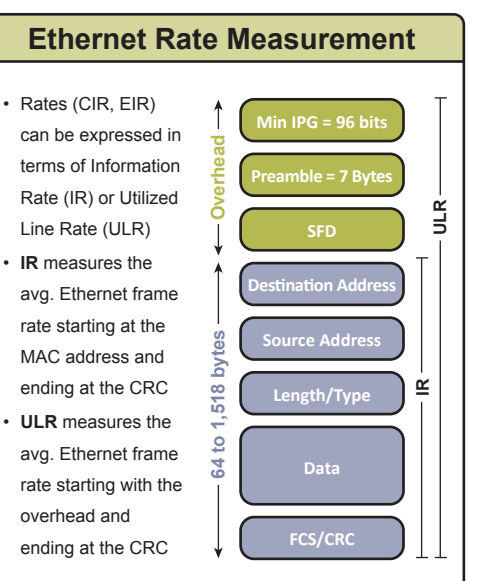 Ethernet Rate Measurement
• Rates (CIR, EIR)
can be expressed in
terms of Information
Rate (IR) or Utilized
Line Rate (ULR)
• IR measures the
avg. Ethernet frame
rate starting at the
MAC address and
ending at the CRC
• ULR measures the
avg. Ethernet frame
rate starting with the
overhead and
ending at the CRC
Overhead
64 to 1,518 bytes
Min IPG = 96 bits
Preamble = 7 Bytes
SFD
Destination Address
Source Address
Length/Type
Data
FCS/CRC
IR
ULR